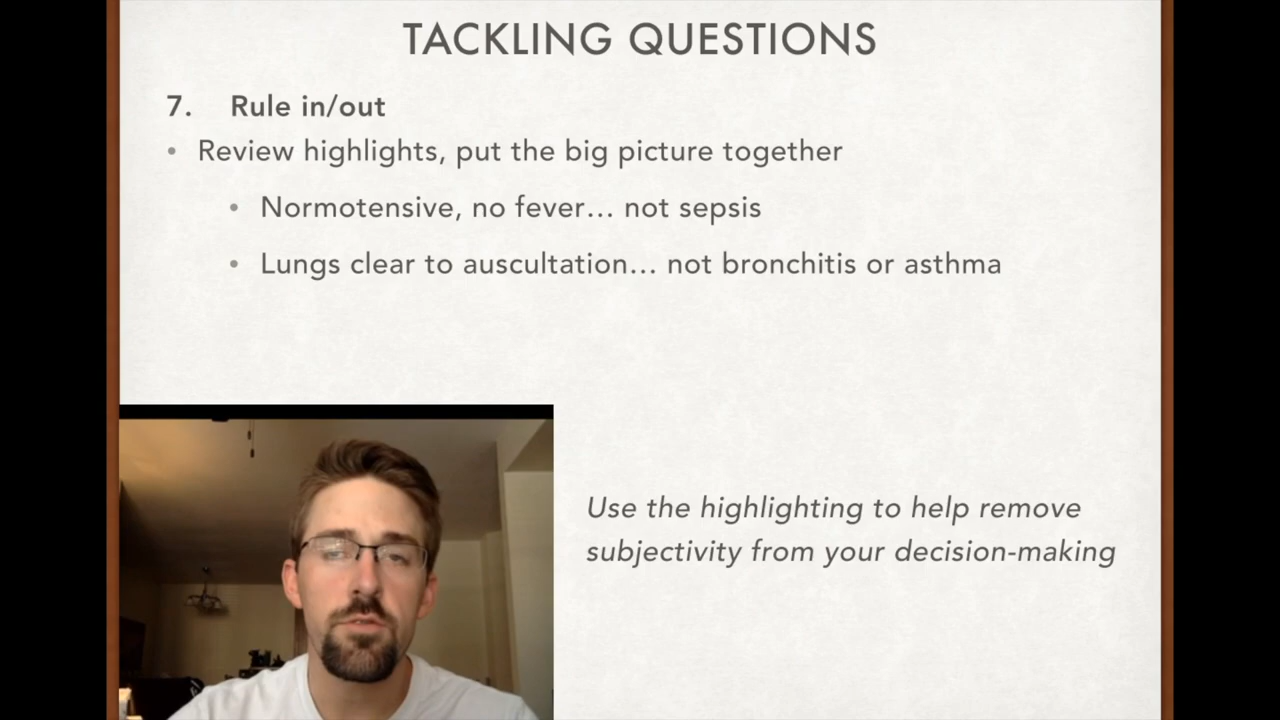 TACKLING QUESTIONS
7. Rule in/out
• Review highlights, put the big picture together
• Normotensive, no fever… not sepsis
• Lungs clear to auscultation… not bronchitis or asthma
Use the highlighting to help remove
subjectivity from your decision-making